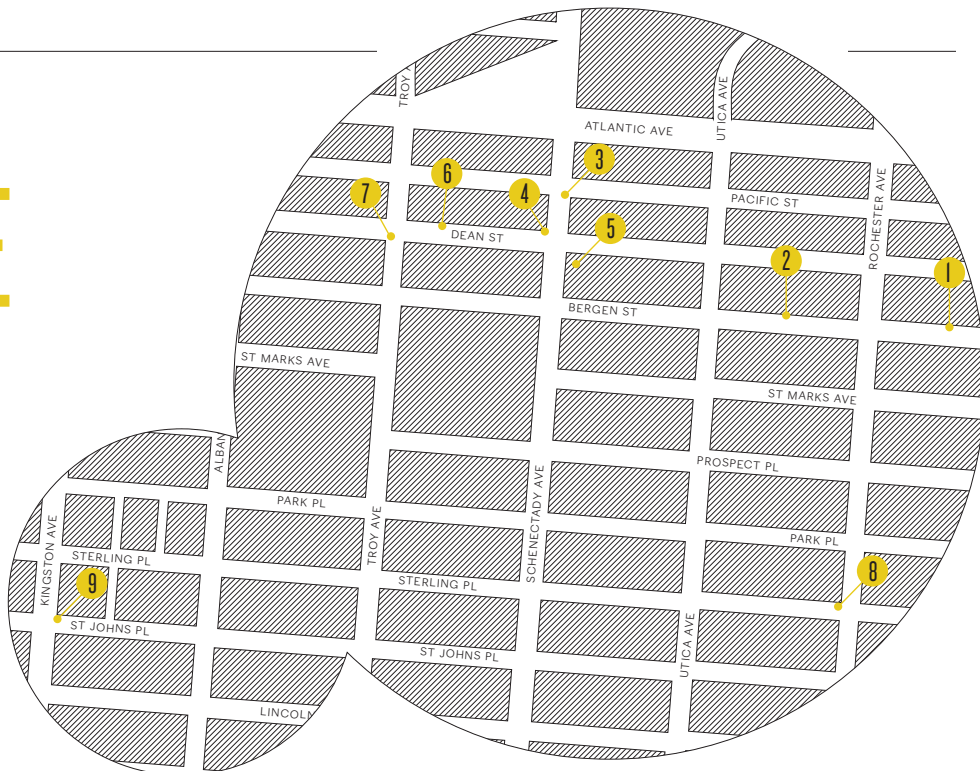 TROY A
UTICA AVE
ATLANTIC AVE
3
6
7
4
PACIFIC ST
ROCHESTER AVE
5
DEAN ST
2
1
BERGEN ST
ST MARKS AVE
ST MARKS AVE
ALBAN
PROSPECT PL
PARK PL
TROY AVE
SCHENECTADY AVE
PARK PL
KINGSTON AVE
STERLING PL
8
9
STERLING PL
ST JOHNS PL
UTICA AVE
ST JOHNS PL
LINCOLN